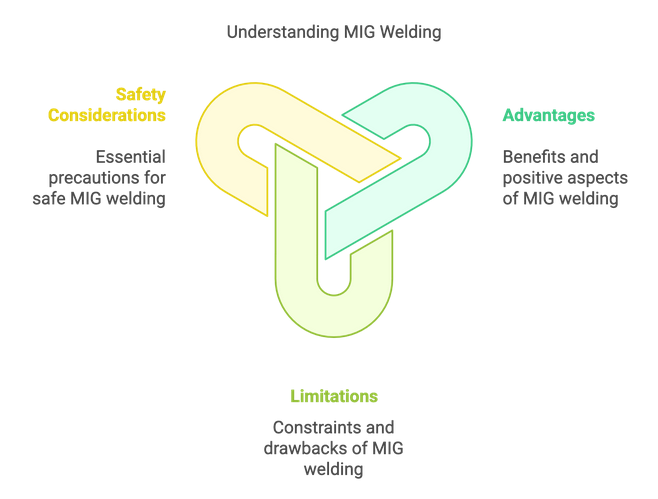 Understanding MIG Welding
Safety
Considerations
Essential
precautions for
safe MIG welding
Advantages
Benefits and
positive aspects
of MIG welding
Limitations
Constraints and
drawbacks of MIG
welding